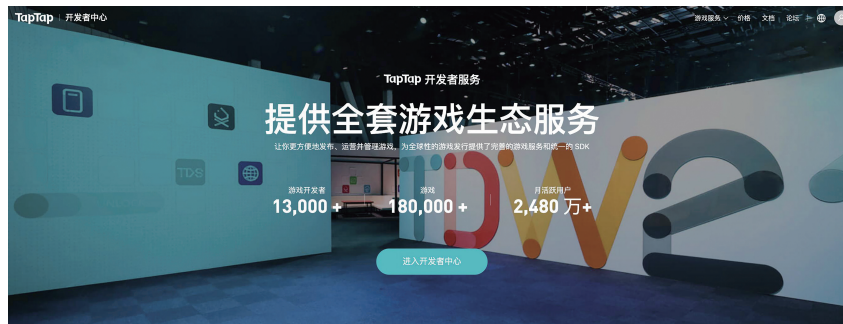 TapTap | 开发者中心
游戏服务 价格 文档 论坛
TapTap 开发者服务
提供全套游戏生态服务
让你更方便地发布、运营并管理游戏，为全球性的游戏发行提供了完善的游戏服务和统一的 SDK
TDS
TDW2
游戏开发者 游戏 月活跃用户
13,000 + 180,000 + 2,480 万+
进入开发者中心